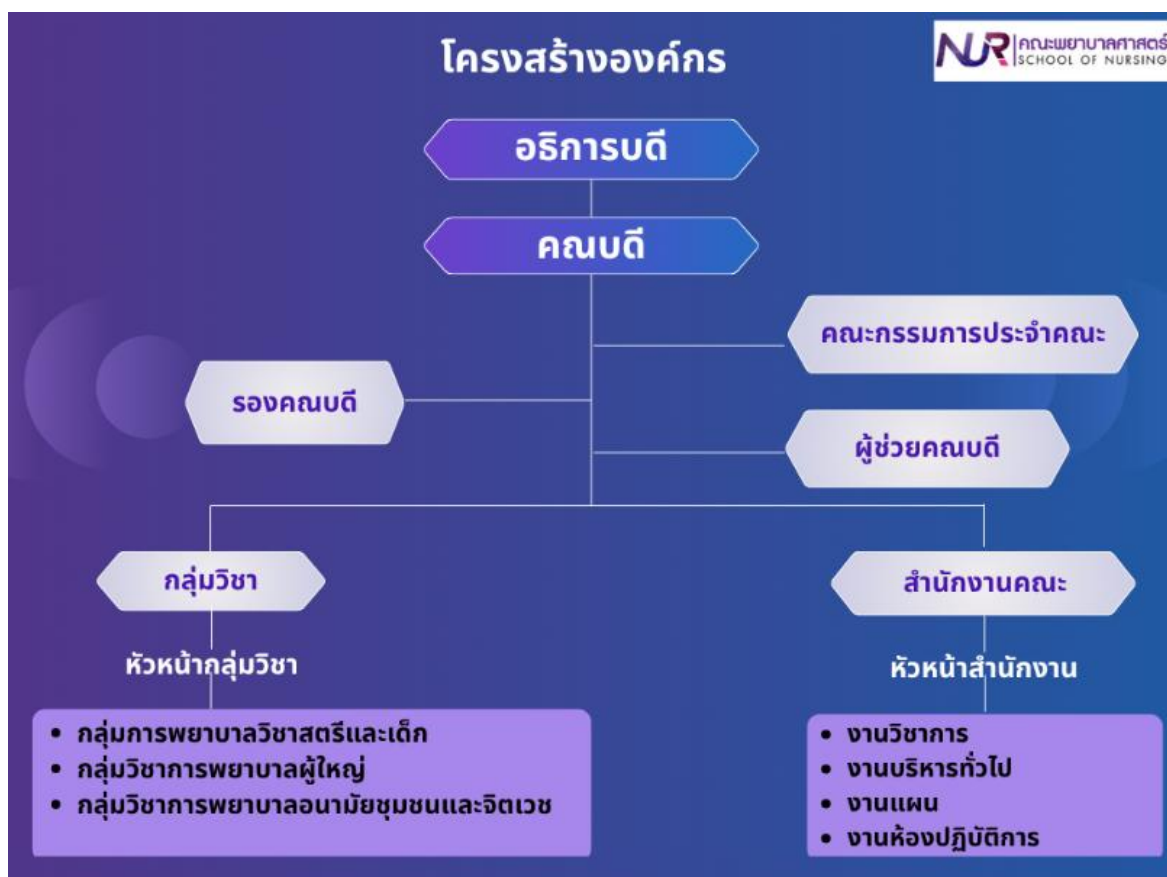 โครงสร้างองค์กร
NUR คณะพยาบาลศาสตร์
SCHOOL OF NURSING
อธิการบดี
คณบดี
คณะกรรมการประจำคณะ
รองคณบดี
ผู้ช่วยคณบดี
กลุ่มวิชา
สำนักงานคณะ
หัวหน้ากลุ่มวิชา
หัวหน้าสำนักงาน
• กลุ่มการพยาบาลวิชาสตรีและเด็ก
• กลุ่มวิชาการพยาบาลผู้ใหญ่
• กลุ่มวิชาการพยาบาลอนามัยชุมชนและจิตเวช
• งานวิชาการ
• งานบริหารทั่วไป
• งานแผน
• งานห้องปฏิบัติการ